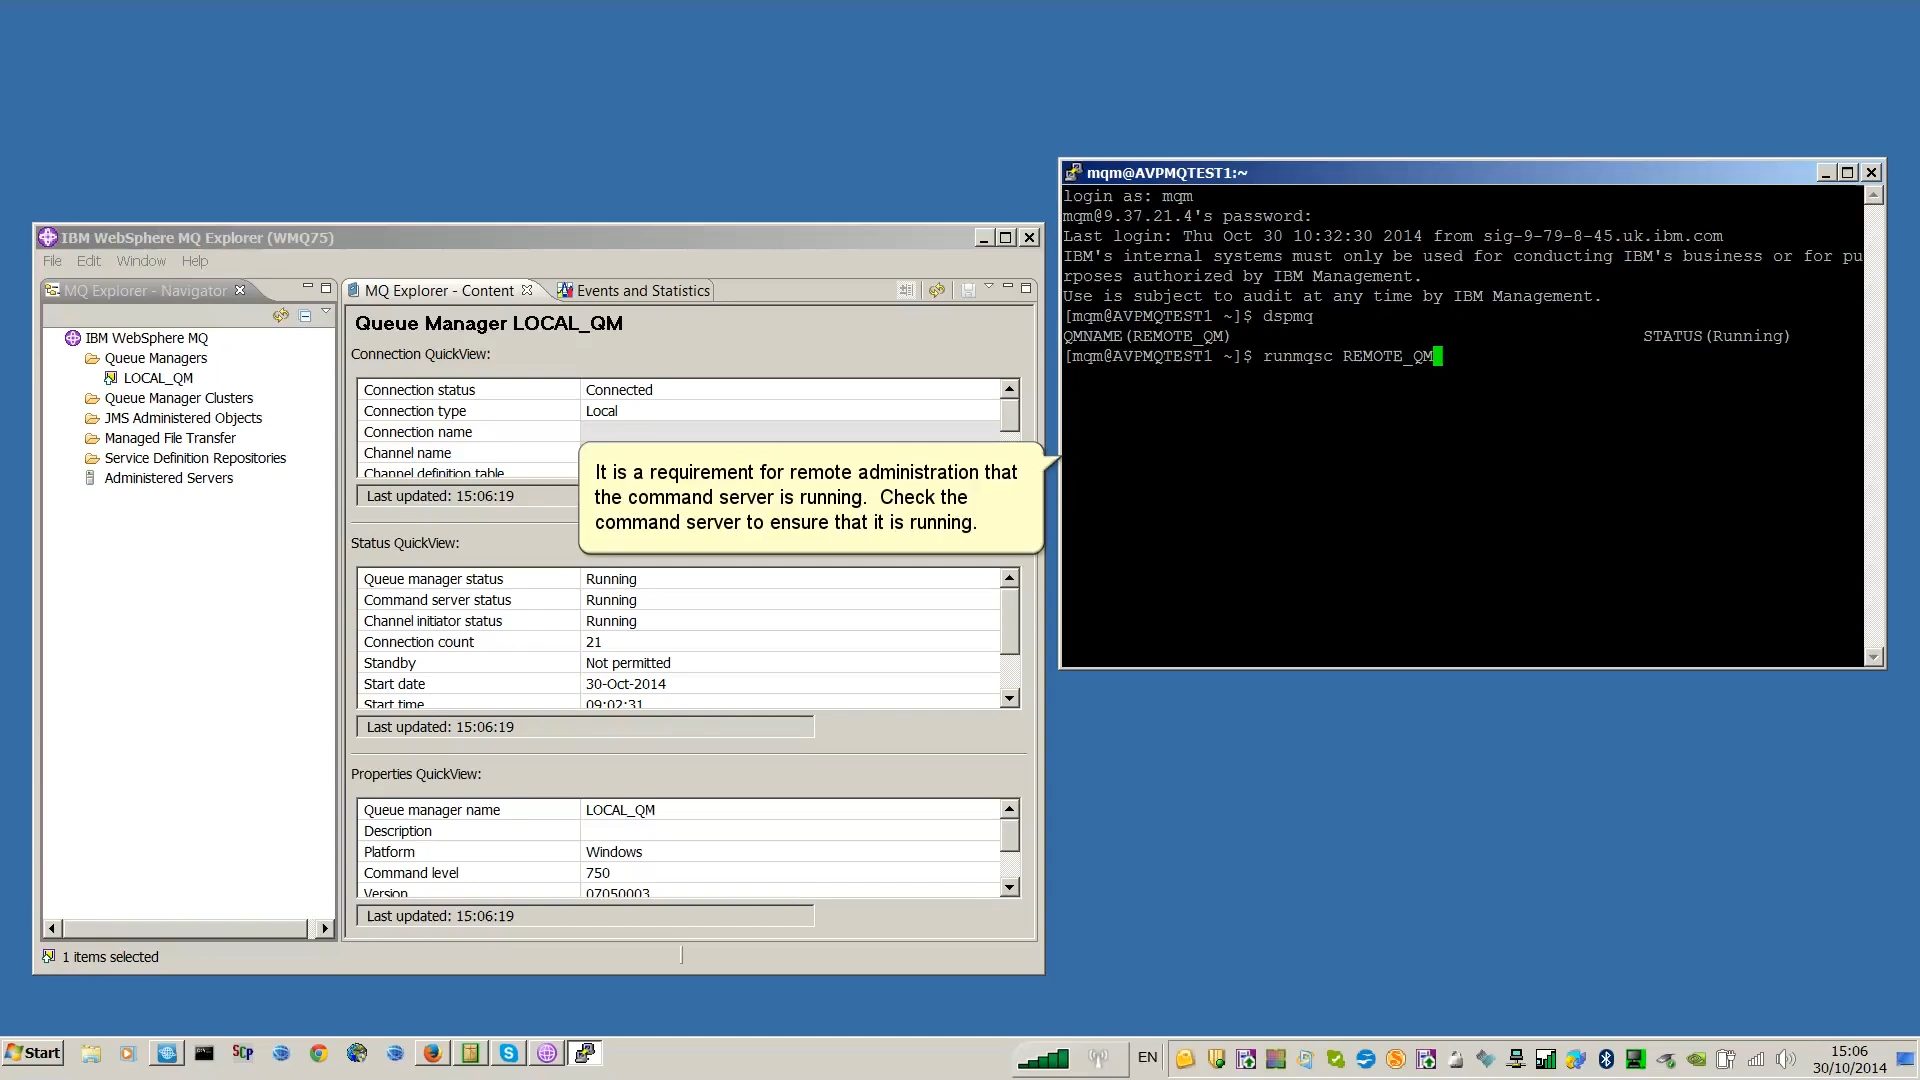 IBM WebSphere MQ Explorer (WMQ75)
File Edit Window Help
MQ Explorer - Navigator
IBM WebSphere MQ
Queue Managers
LOCAL_QM
Queue Manager Clusters
JMS Administered Objects
Managed File Transfer
Service Definition Repositories
Administered Servers
1 items selected
MQ Explorer - Content
Events and Statistics
Queue Manager LOCAL_QM
Connection QuickView:
Connection status Connected
Connection type Local
Connection name
Channel name
Channel definition table
Last updated: 15:06:19
It is a requirement for remote administration that
the command server is running. Check the
command server to ensure that it is running.
Status QuickView:
Queue manager status Running
Command server status Running
Channel initiator status Running
Connection count 21
Standby Not permitted
Start date 30-Oct-2014
Start time 09:02:31
Last updated: 15:06:19
Properties QuickView:
Queue manager name LOCAL_QM
Description
Platform Windows
Command level 750
Version 07050003
Last updated: 15:06:19
mqm@AVPMQTEST1:~
login as: mqm
mqm@9.37.21.4's password:
Last login: Thu Oct 30 10:32:30 2014 from sig-9-79-8-45.uk.ibm.com
IBM's internal systems must only be used for conducting IBM's business or for pu
rposes authorized by IBM Management.
Use is subject to audit at any time by IBM Management.
[mqm@AVPMQTEST1 ~]$ dspmq
QMNAME(REMOTE_QM) STATUS(Running)
[mqm@AVPMQTEST1 ~]$ runmqsc REMOTE_QM
Start
SCP
EN
15:06
30/10/2014